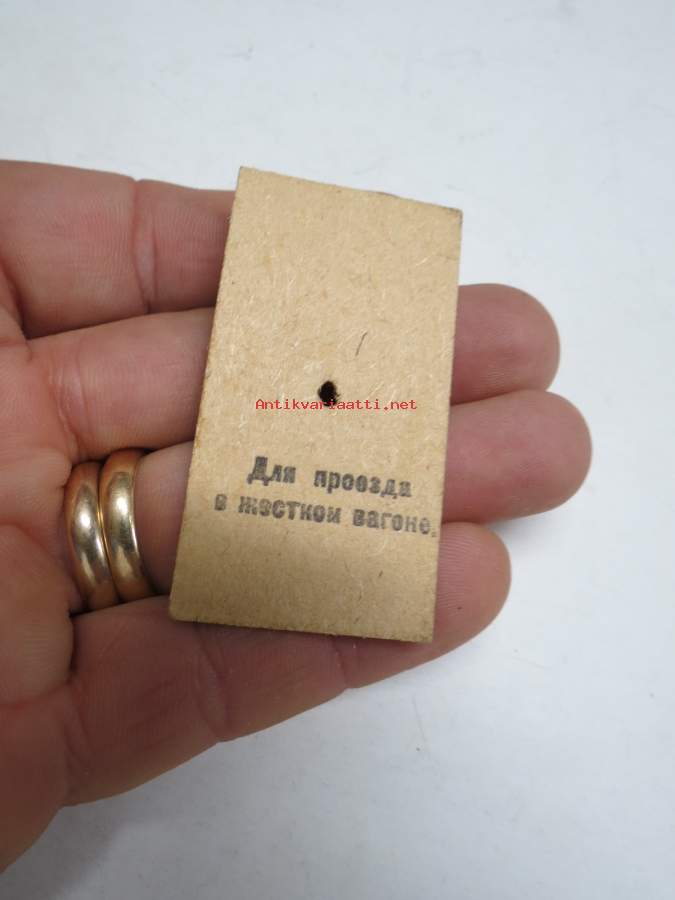 Antikvariaatti.net
Для проезда
в жестком вагоне.